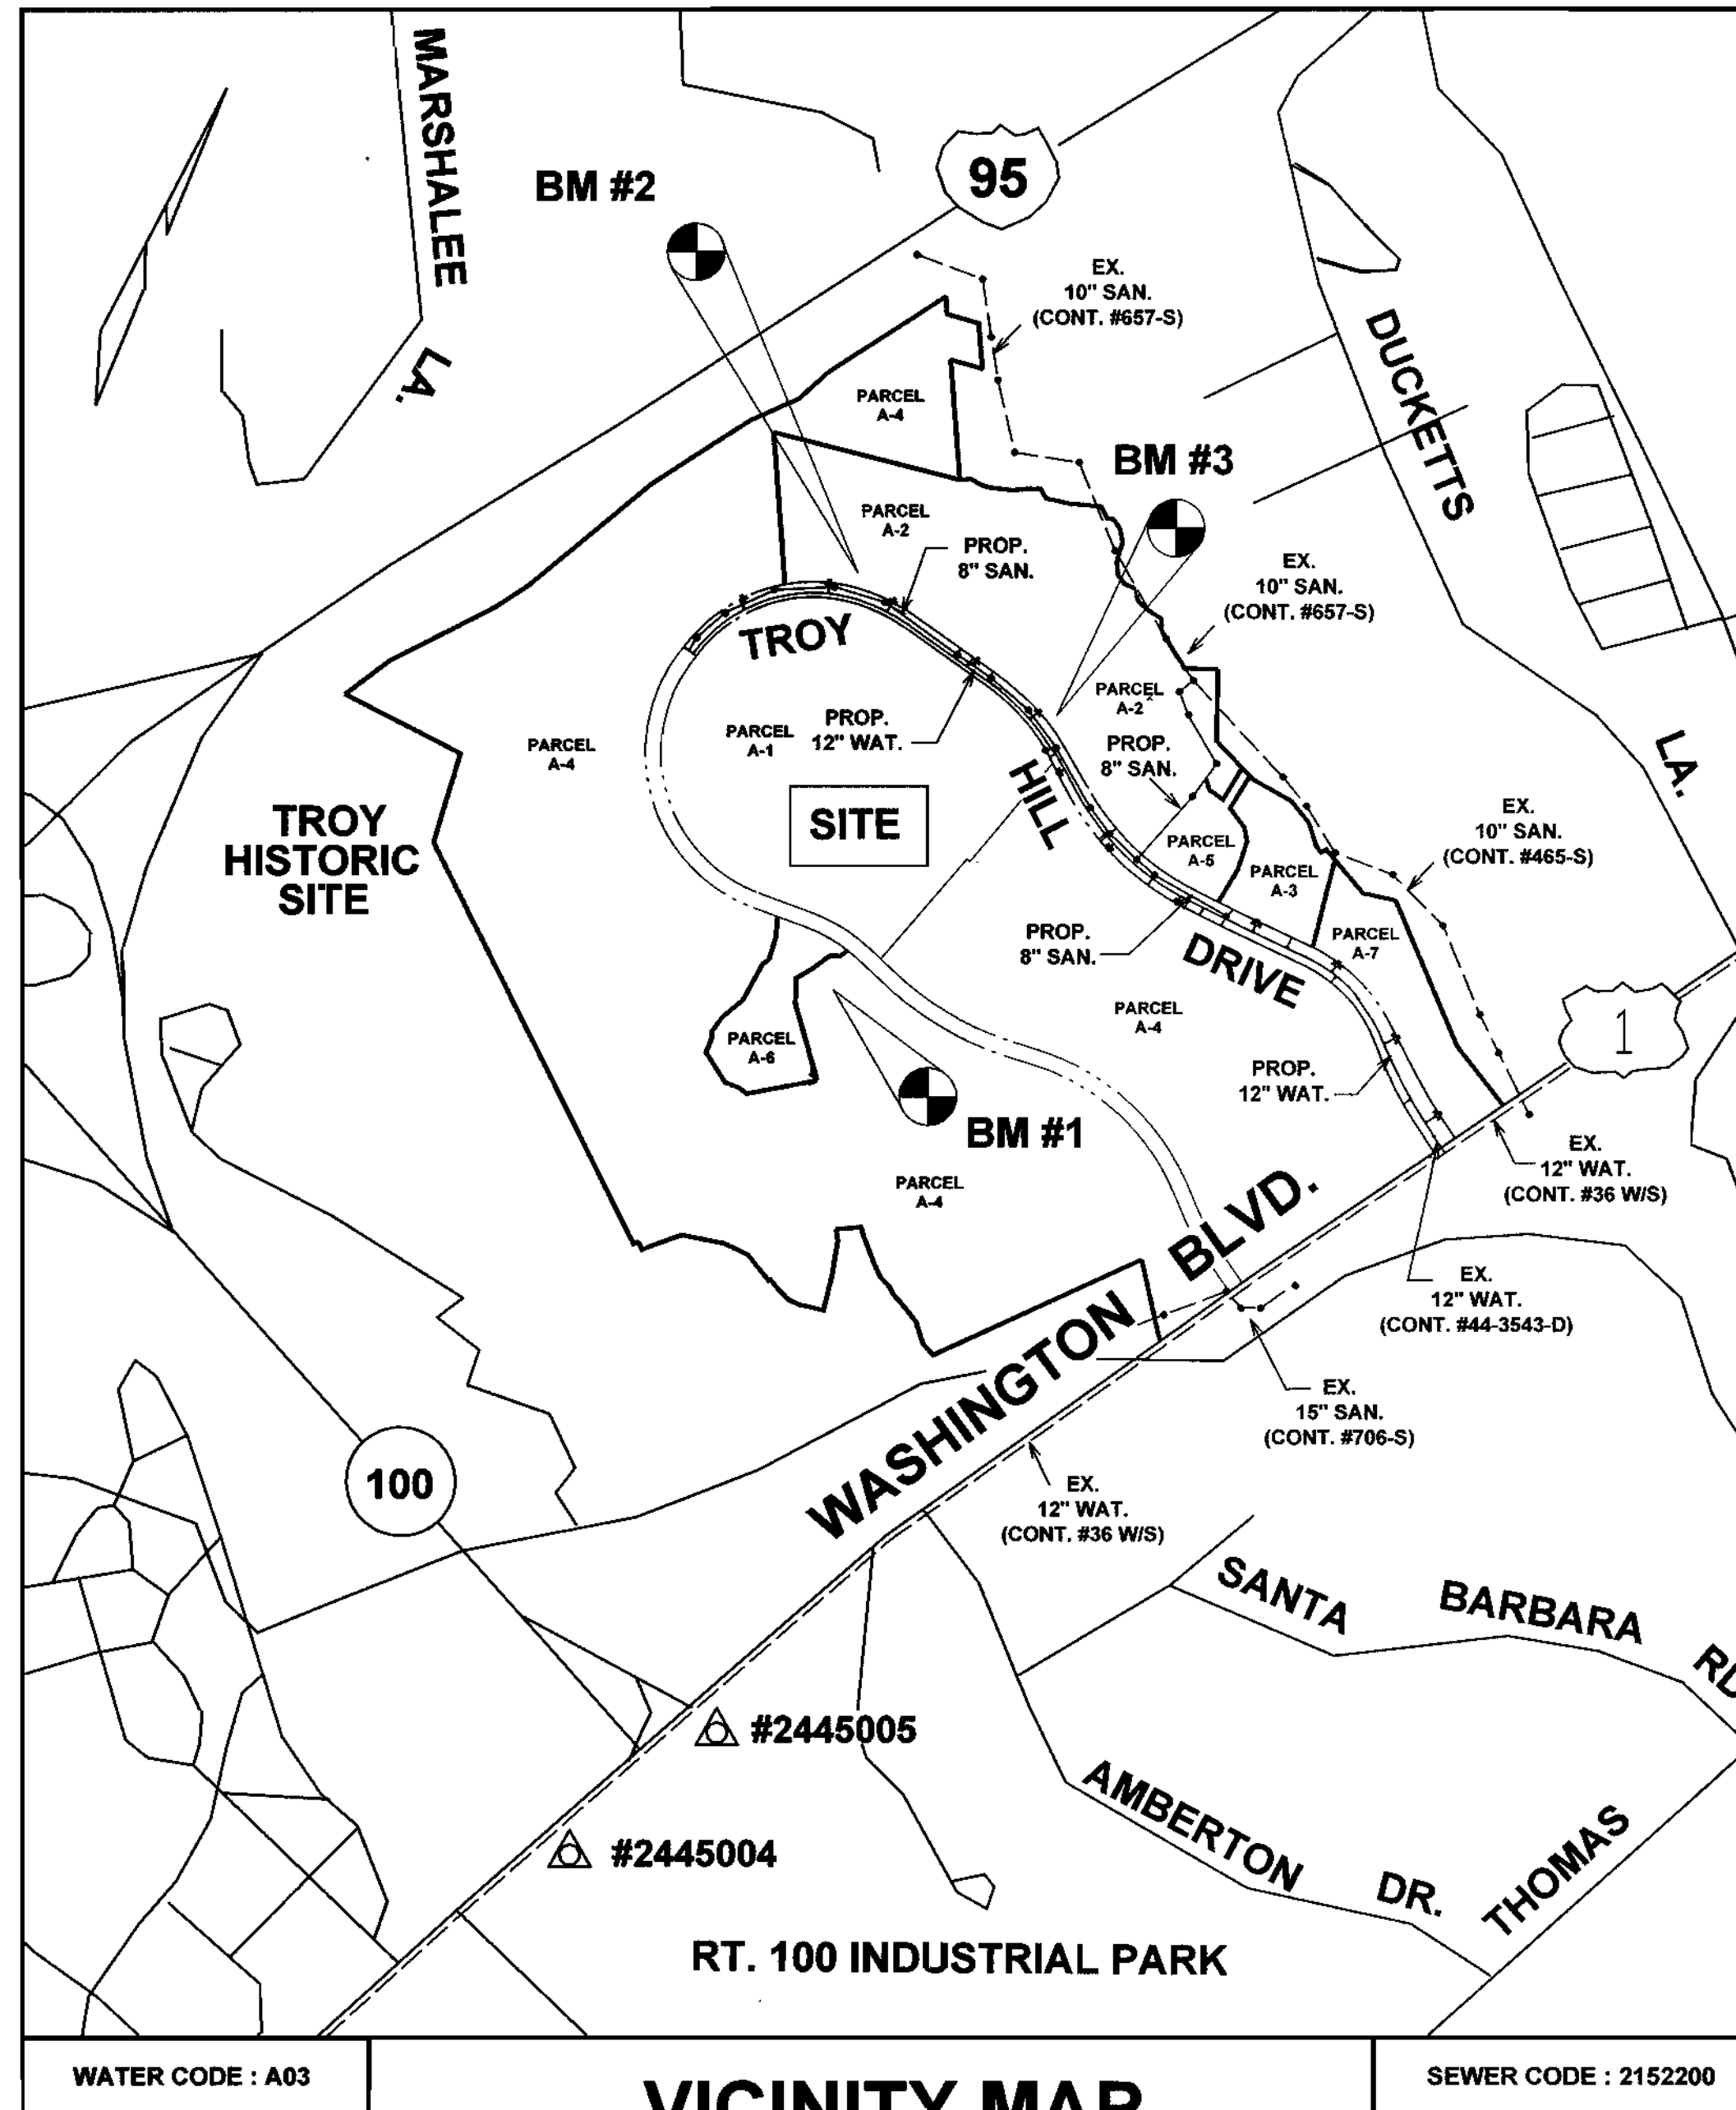 MARSHALEE
LA.
BM #2
95
EX.
10" SAN.
(CONT. #657-S)
DUCKETTS
LA.
PARCEL
A-4
BM #3
PARCEL
A-2
PROP.
8" SAN.
EX.
10" SAN.
(CONT. #657-S)
TROY
HILL
DRIVE
PARCEL
A-4
PARCEL
A-1
PROP.
12" WAT.
PARCEL
A-2
PROP.
8" SAN.
TROY
HISTORIC
SITE
SITE
PARCEL
A-5
PARCEL
A-3
EX.
10" SAN.
(CONT. #465-S)
PROP.
8" SAN.
PARCEL
A-7
PARCEL
A-4
1
PARCEL
A-6
PROP.
12" WAT.
BM #1
EX.
12" WAT.
(CONT. #36 W/S)
PARCEL
A-4
WASHINGTON BLVD.
EX.
12" WAT.
(CONT. #44-3543-D)
EX.
15" SAN.
(CONT. #706-S)
100
EX.
12" WAT.
(CONT. #36 W/S)
SANTA BARBARA RD
#2445005
AMBERTON DR.
THOMAS
#2445004
RT. 100 INDUSTRIAL PARK
WATER CODE : A03
VICINITY MAP
SEWER CODE : 2152200